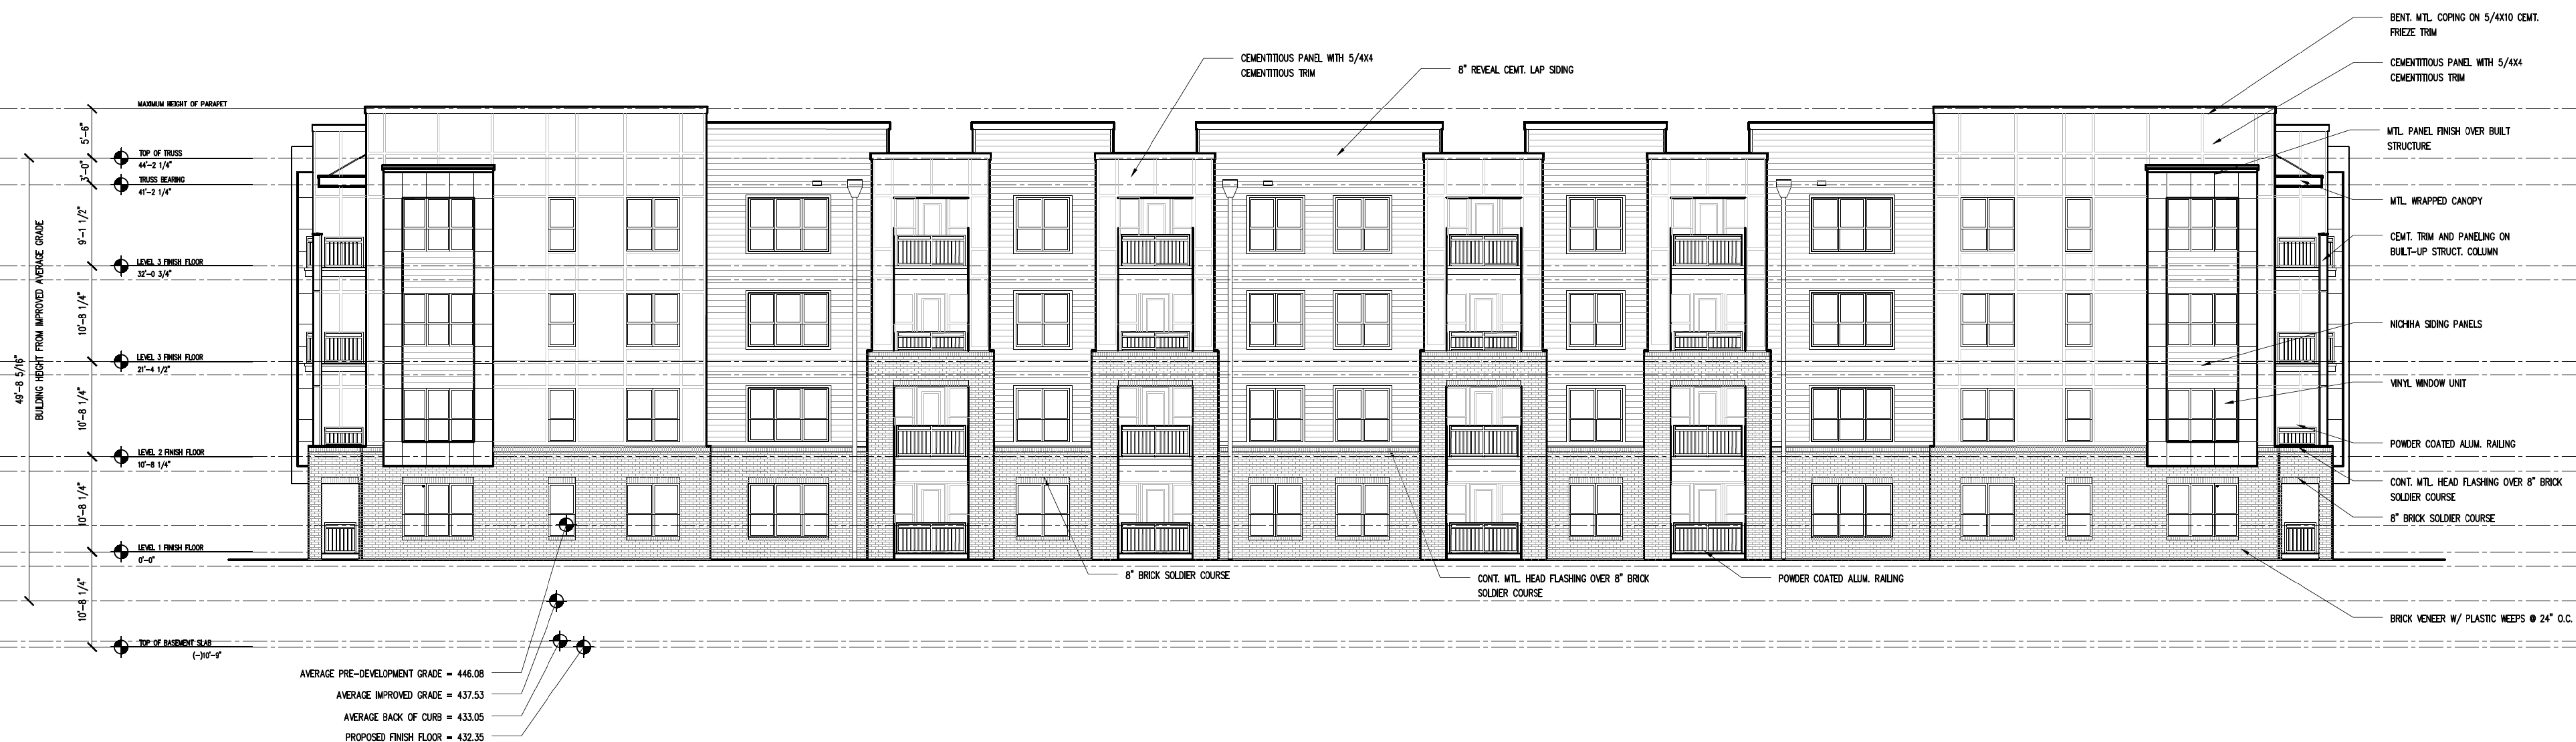 BENT. MTL. COPING ON 5/4X10 CEMT.
FRIEZE TRIM
CEMENTITIOUS PANEL WITH 5/4X4
CEMENTITIOUS TRIM
8" REVEAL CEMT. LAP SIDING
CEMENTITIOUS PANEL WITH 5/4X4
CEMENTITIOUS TRIM
MAXIMUM HEIGHT OF PARAPET
5'-6"
MTL. PANEL FINISH OVER BUILT
STRUCTURE
TOP OF TRUSS
44'-2 1/4"
3'-0"
TRUSS BEARING
41'-2 1/4"
MTL. WRAPPED CANOPY
9'-1 1/2"
CEMT. TRIM AND PANELING ON
BUILT-UP STRUCT. COLUMN
LEVEL 3 FINISH FLOOR
32'-0 3/4"
BUILDING HEIGHT FROM IMPROVED AVERAGE GRADE
49'-8 5/16"
10'-8 1/4"
NICHIHA SIDING PANELS
LEVEL 3 FINISH FLOOR
21'-4 1/2"
VINYL WINDOW UNIT
10'-8 1/4"
POWDER COATED ALUM. RAILING
LEVEL 2 FINISH FLOOR
10'-8 1/4"
CONT. MTL. HEAD FLASHING OVER 8" BRICK
SOLDIER COURSE
10'-8 1/4"
8" BRICK SOLDIER COURSE
LEVEL 1 FINISH FLOOR
0'-0"
8" BRICK SOLDIER COURSE
CONT. MTL. HEAD FLASHING OVER 8" BRICK
SOLDIER COURSE
POWDER COATED ALUM. RAILING
10'-8 1/4"
BRICK VENEER W/ PLASTIC WEEPS @ 24" O.C.
TOP OF BASEMENT SLAB
(-)10'-9"
AVERAGE PRE-DEVELOPMENT GRADE = 446.08
AVERAGE IMPROVED GRADE = 437.53
AVERAGE BACK OF CURB = 433.05
PROPOSED FINISH FLOOR = 432.35